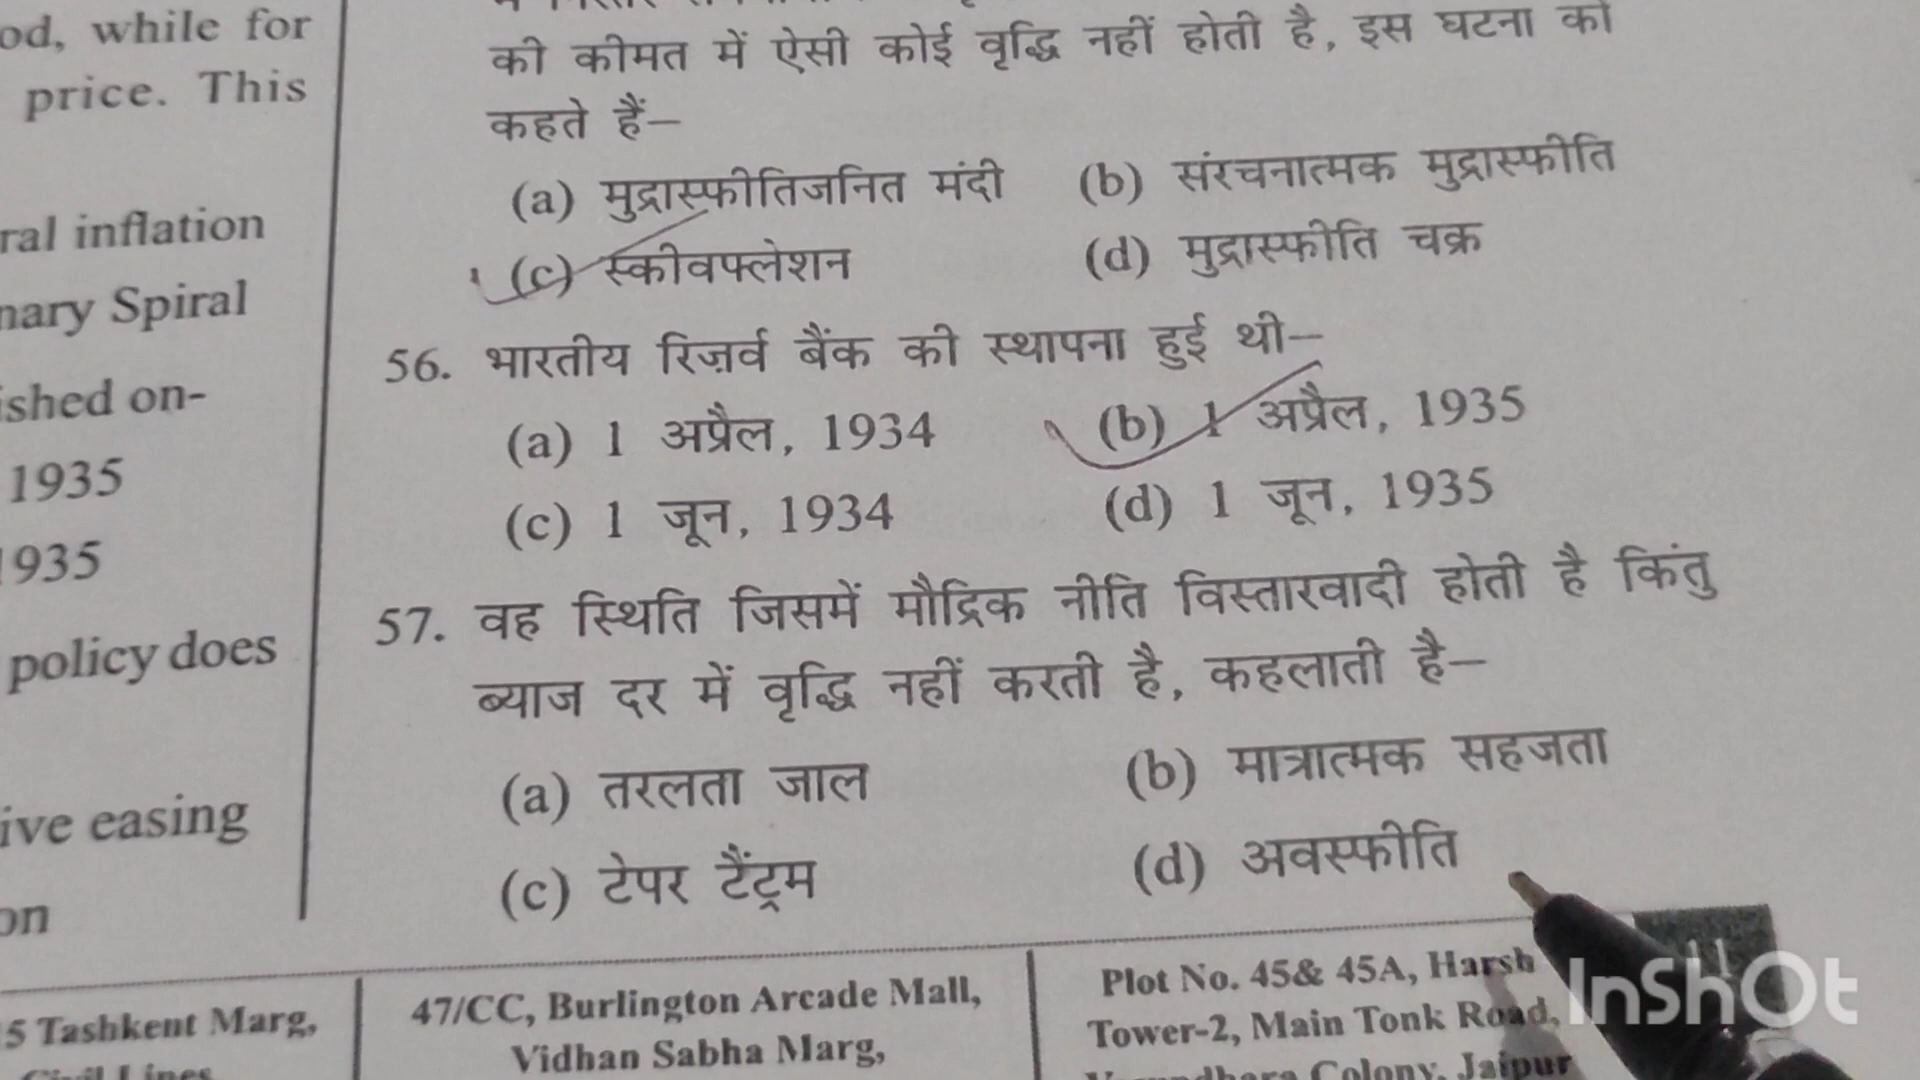 od, while for
price. This
ral inflation
nary Spiral
ished on-
1935
1935
policy does
ive easing
on
की कीमत में ऐसी कोई वृद्धि नहीं होती है, इस घटना को
कहते हैं–
(a) मुद्रास्फीतिजनित मंदी (b) संरचनात्मक मुद्रास्फीति
(c) स्कीवफ्लेशन (d) मुद्रास्फीति चक्र
56. भारतीय रिज़र्व बैंक की स्थापना हुई थी–
(a) 1 अप्रैल, 1934 (b) 1 अप्रैल, 1935
(c) 1 जून, 1934 (d) 1 जून, 1935
57. वह स्थिति जिसमें मौद्रिक नीति विस्तारवादी होती है किंतु
ब्याज दर में वृद्धि नहीं करती है, कहलाती है–
(a) तरलता जाल (b) मात्रात्मक सहजता
(c) टेपर टैंट्रम (d) अवस्फीति
5 Tashkent Marg,
47/CC, Burlington Arcade Mall,
Vidhan Sabha Marg,
Plot No. 45& 45A, Harsh
Tower-2, Main Tonk Road,
Colony, Jaipur
InShOt